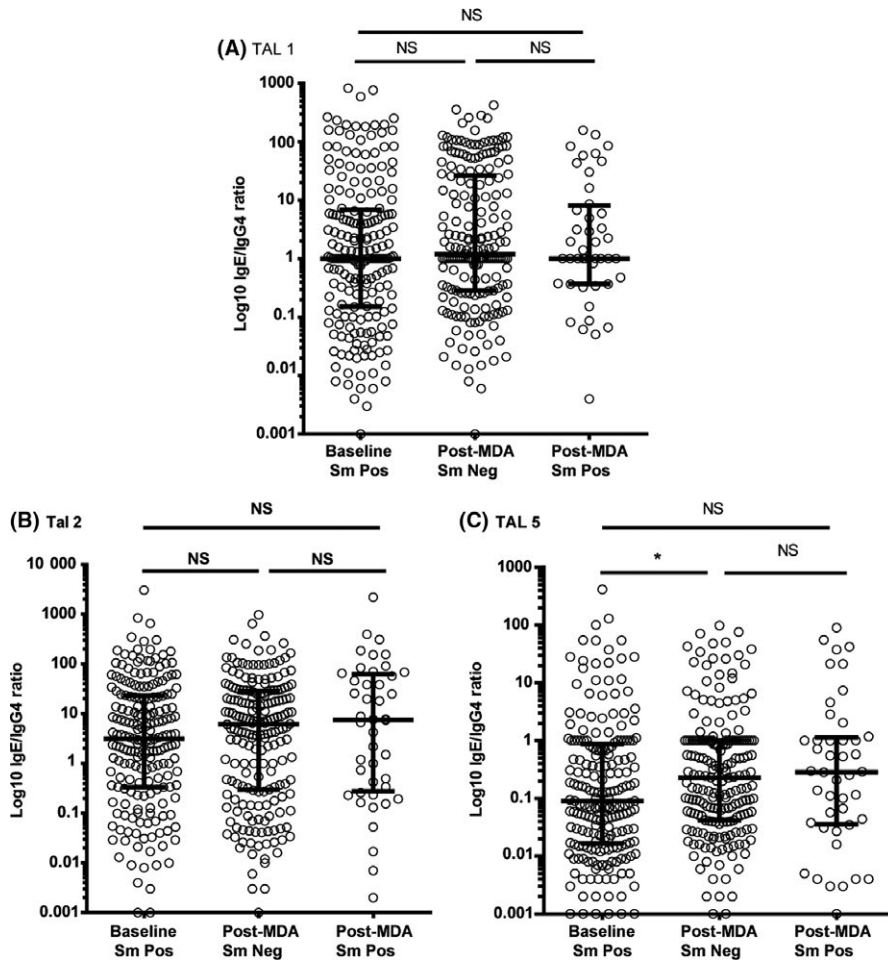 NS
(A) TAL 1
NS NS
1000
100
10
1
0.1
0.01
0.001
Log10 IgE/IgG4 ratio
Baseline Post-MDA Post-MDA
Sm Pos Sm Neg Sm Pos
(B) Tal 2
NS
NS NS
10 000
1000
100
10
1
0.1
0.01
0.001
Log10 IgE/IgG4 ratio
Baseline Post-MDA Post-MDA
Sm Pos Sm Neg Sm Pos
(C) TAL 5
NS
* NS
1000
100
10
1
0.1
0.01
0.001
Log10 IgE/IgG4 ratio
Baseline Post-MDA Post-MDA
Sm Pos Sm Neg Sm Pos